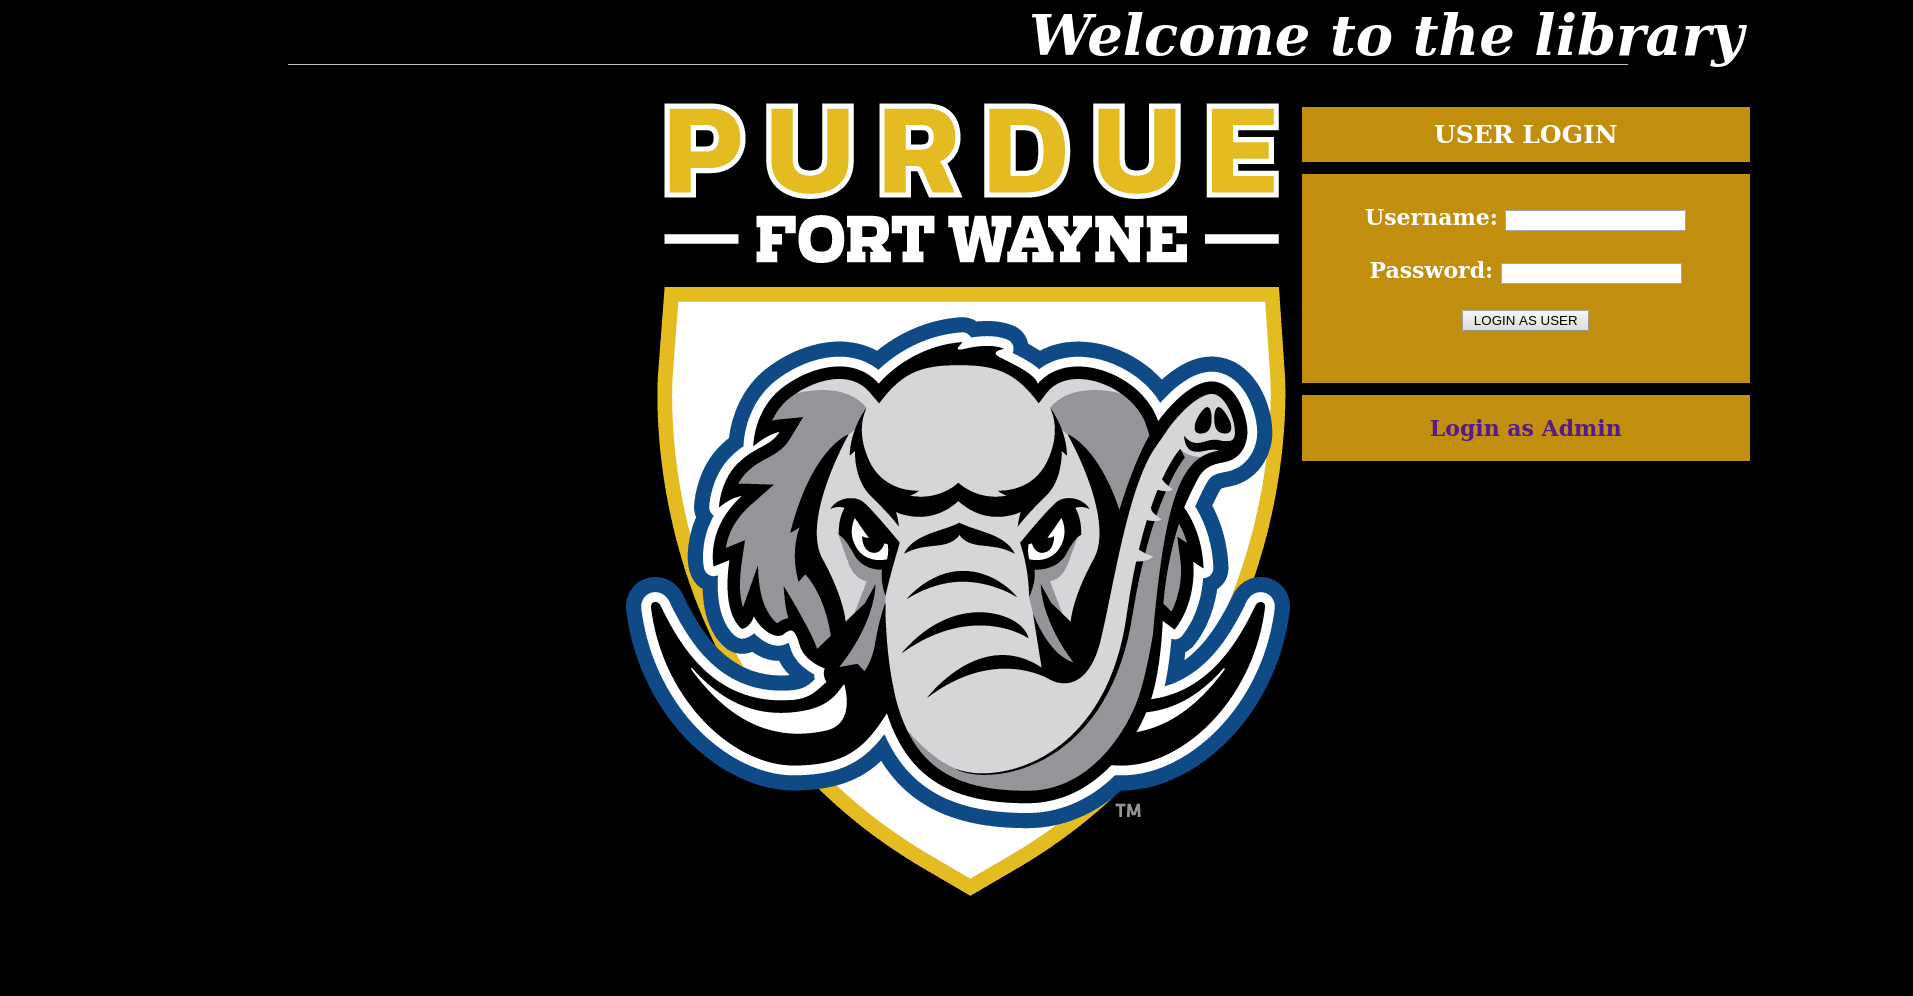 Welcome to the library
PURDUE
FORT WAYNE
USER LOGIN
Username:
Password:
LOGIN AS USER
Login as Admin
TM